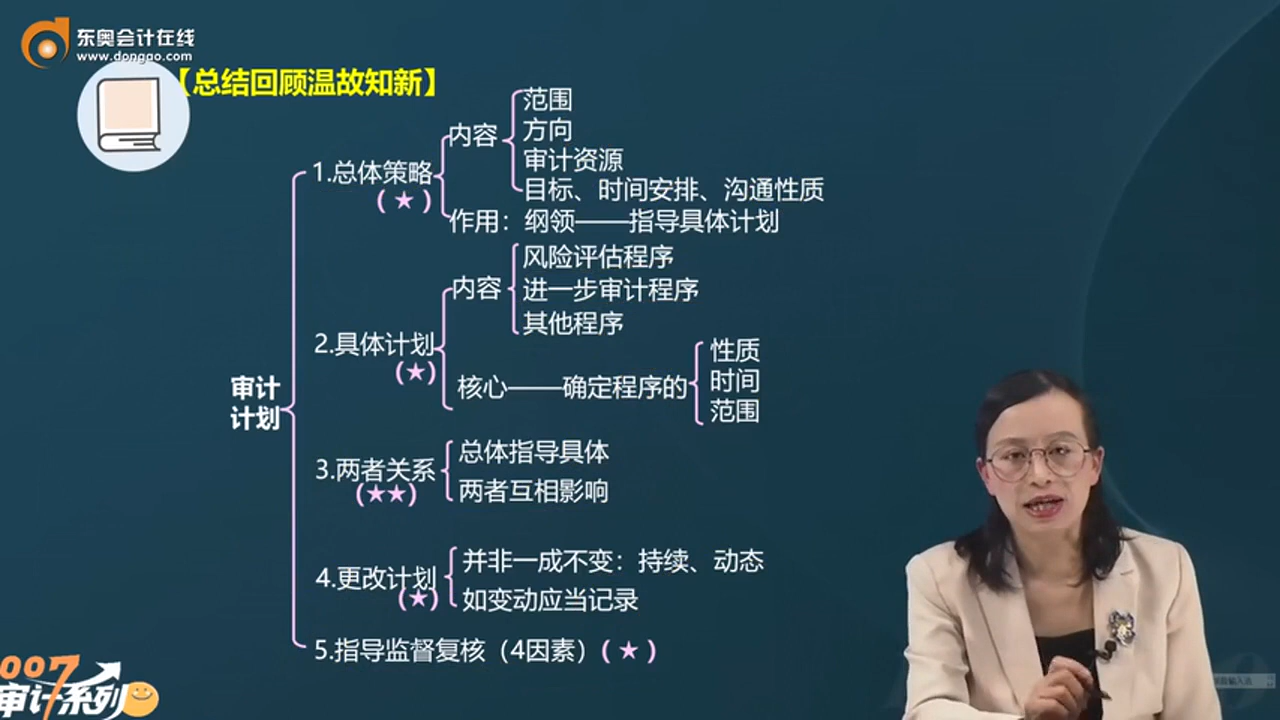 东奥会计在线
www.dongao.com
【总结回顾温故知新】
审计
计划
1.总体策略
(★)
内容
范围
方向
审计资源
目标、时间安排、沟通性质
作用：纲领——指导具体计划
2.具体计划
(★)
内容
风险评估程序
进一步审计程序
其他程序
核心——确定程序的
性质
时间
范围
3.两者关系
(★★)
总体指导具体
两者互相影响
4.更改计划
(★)
并非一成不变：持续、动态
如变动应当记录
5.指导监督复核（4因素）(★)
007
审计系列